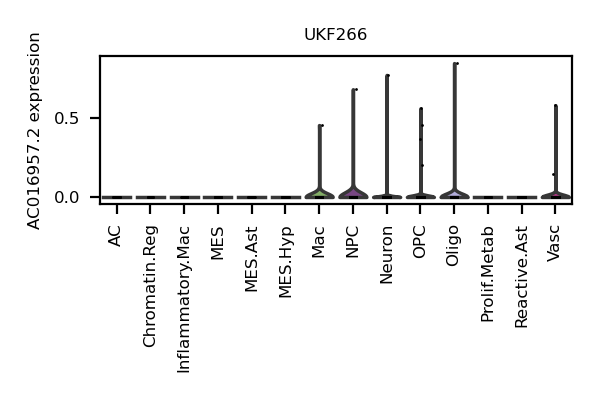 UKF266
AC016957.2 expression
0.5
0.0
AC
Chromatin.Reg
Inflammatory.Mac
MES
MES.Ast
MES.Hyp
Mac
NPC
Neuron
OPC
Oligo
Prolif.Metab
Reactive.Ast
Vasc